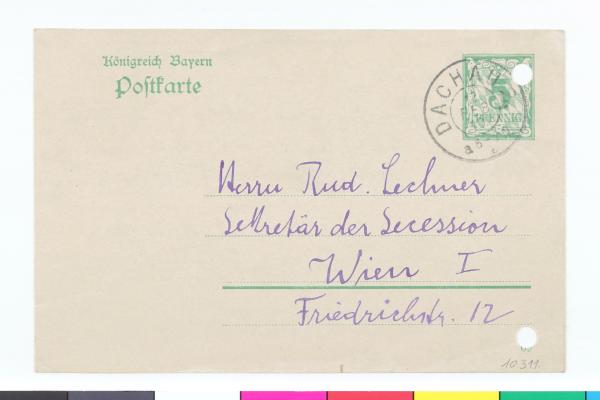 Königreich Bayern
Postkarte
DACHAU
5
PFENNIG
Herrn Rud. Lechner
Sekretär der Secession
Wien I
Friedrichstr. 12
10311